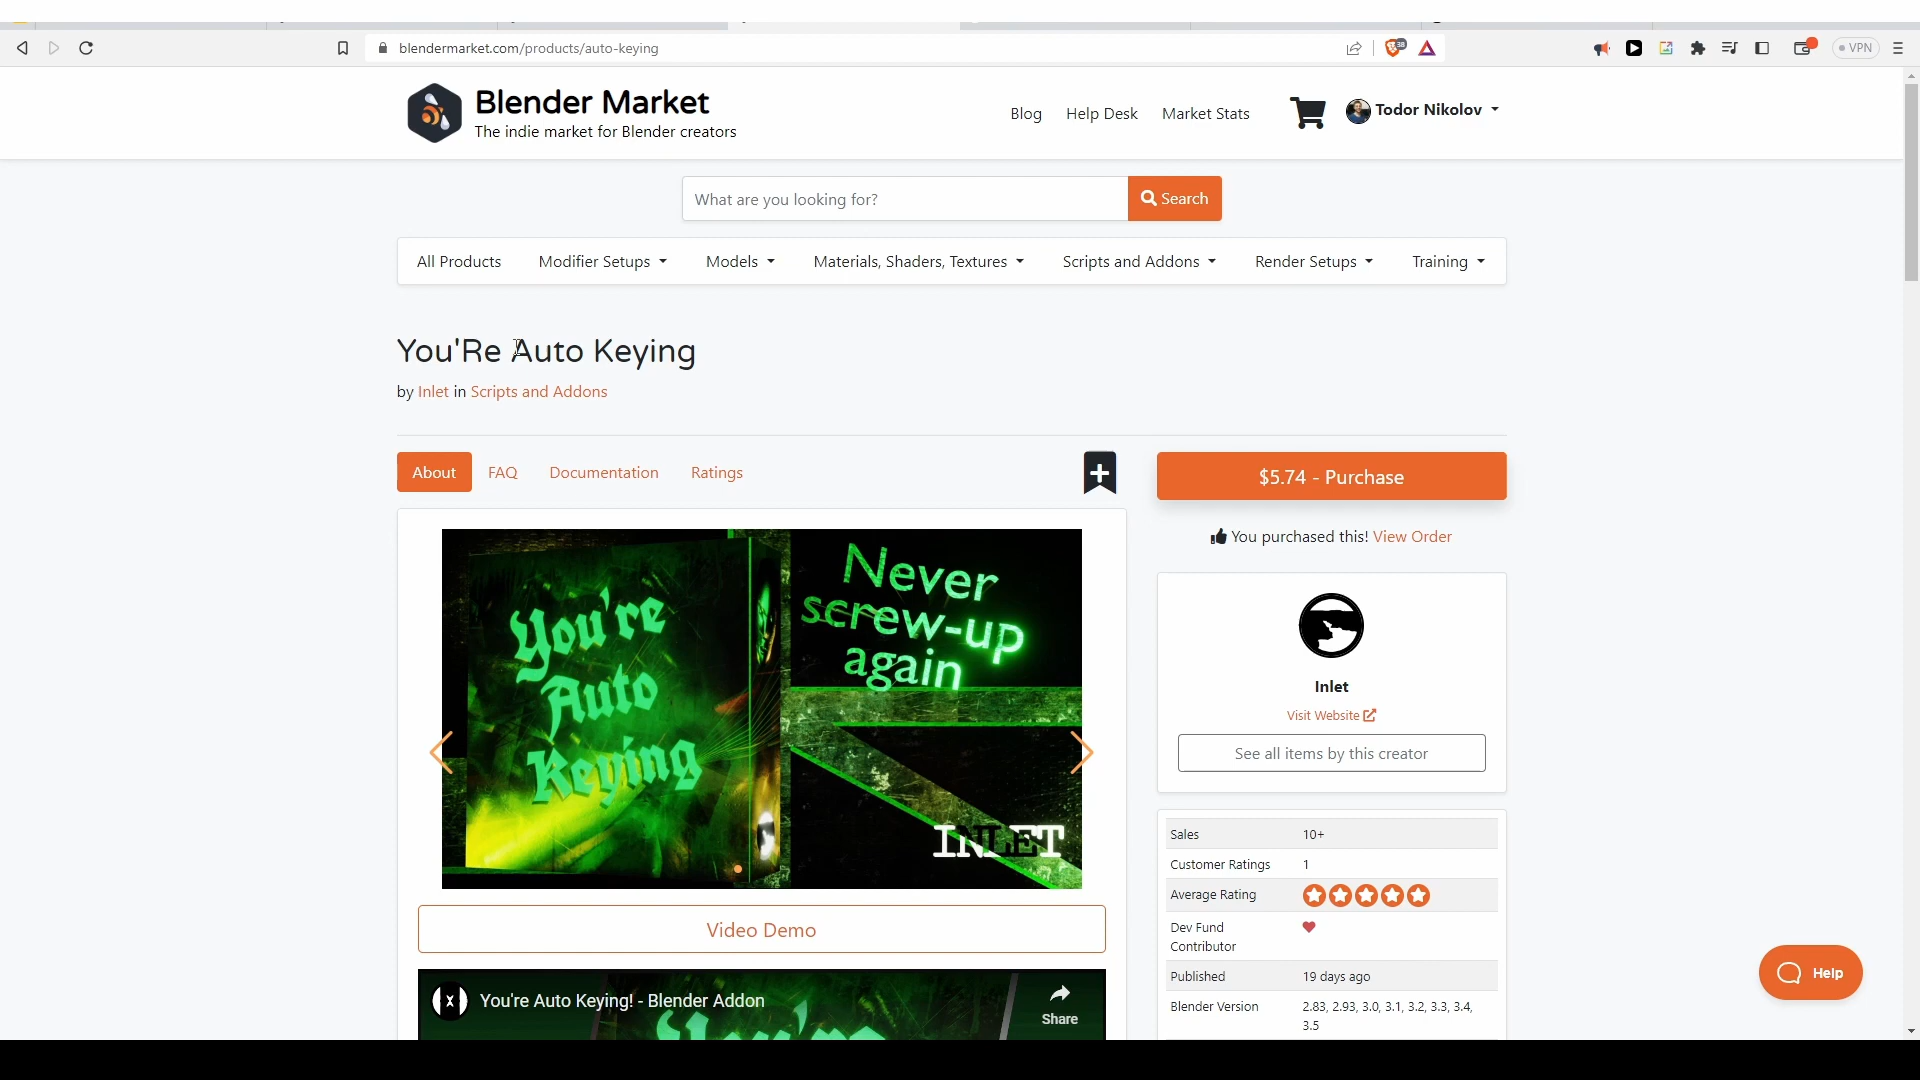 blendermarket.com/products/auto-keying
38
VPN
Blender Market
The indie market for Blender creators
Blog
Help Desk
Market Stats
Todor Nikolov
What are you looking for?
Search
All Products
Modifier Setups
Models
Materials, Shaders, Textures
Scripts and Addons
Render Setups
Training
You'Re Auto Keying
by Inlet in Scripts and Addons
About
FAQ
Documentation
Ratings
$5.74 - Purchase
You purchased this! View Order
You're
Auto
Keying
Never
screw-up
again
INLET
Inlet
Visit Website
See all items by this creator
Sales 10+
Customer Ratings 1
Average Rating
Dev Fund
Contributor
Published 19 days ago
Blender Version 2.83, 2.93, 3.0, 3.1, 3.2, 3.3, 3.4,
3.5
Video Demo
X You're Auto Keying! - Blender Addon
Share
You're
Help